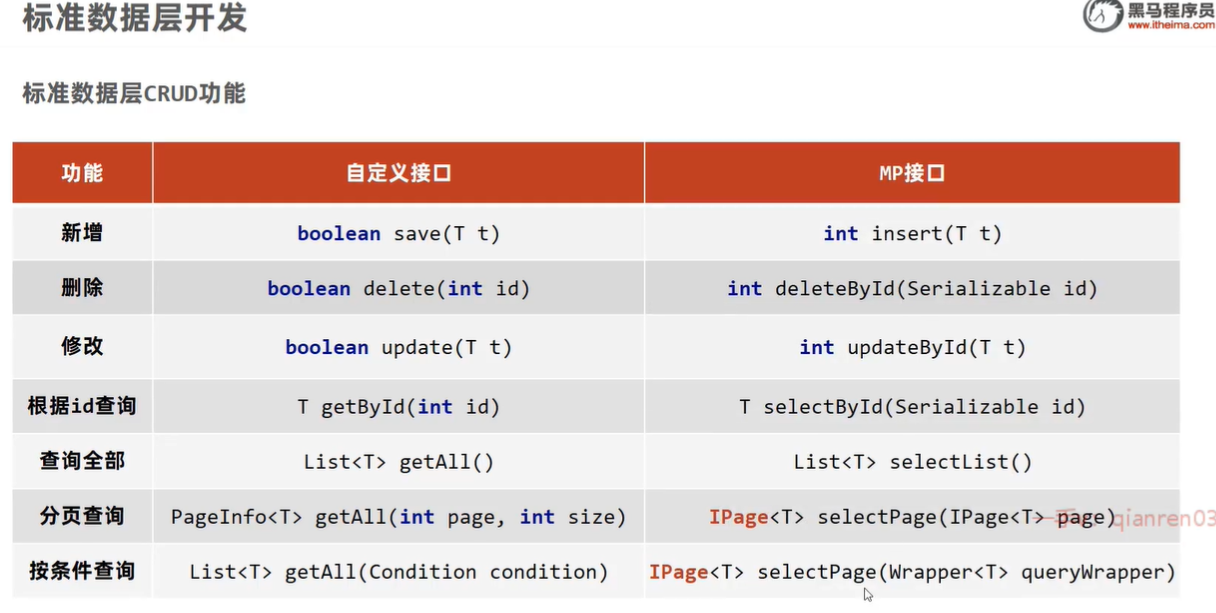 标准数据层开发
黑马程序员
www.itheima.com
标准数据层CRUD功能
功能 自定义接口 MP接口
新增 boolean save(T t) int insert(T t)
删除 boolean delete(int id) int deleteById(Serializable id)
修改 boolean update(T t) int updateById(T t)
根据id查询 T getById(int id) T selectById(Serializable id)
查询全部 List<T> getAll() List<T> selectList()
分页查询 PageInfo<T> getAll(int page, int size) IPage<T> selectPage(IPage<T> page)
qianren03
按条件查询 List<T> getAll(Condition condition) IPage<T> selectPage(Wrapper<T> queryWrapper)